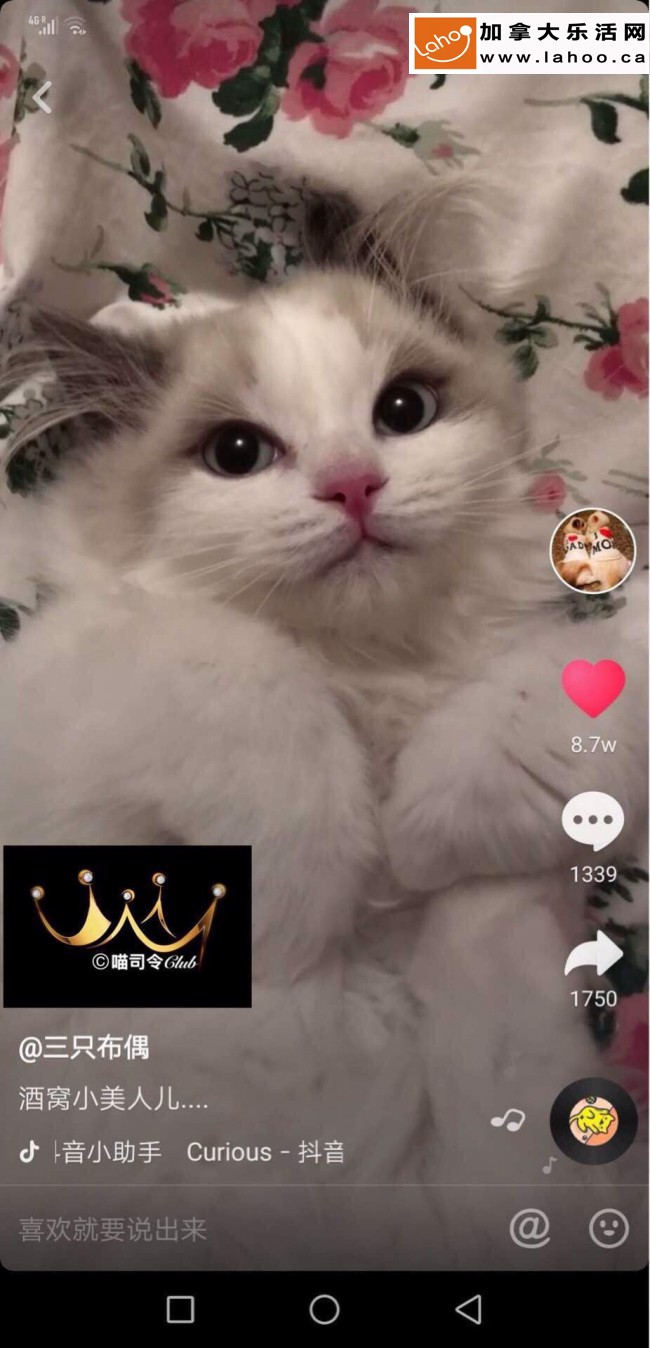 4G R
Lahoo
加拿大乐活网
www.lahoo.ca
8.7w
1339
©喵司令Club
1750
@三只布偶
酒窝小美人儿....
音小助手 Curious - 抖音
喜欢就要说出来
@